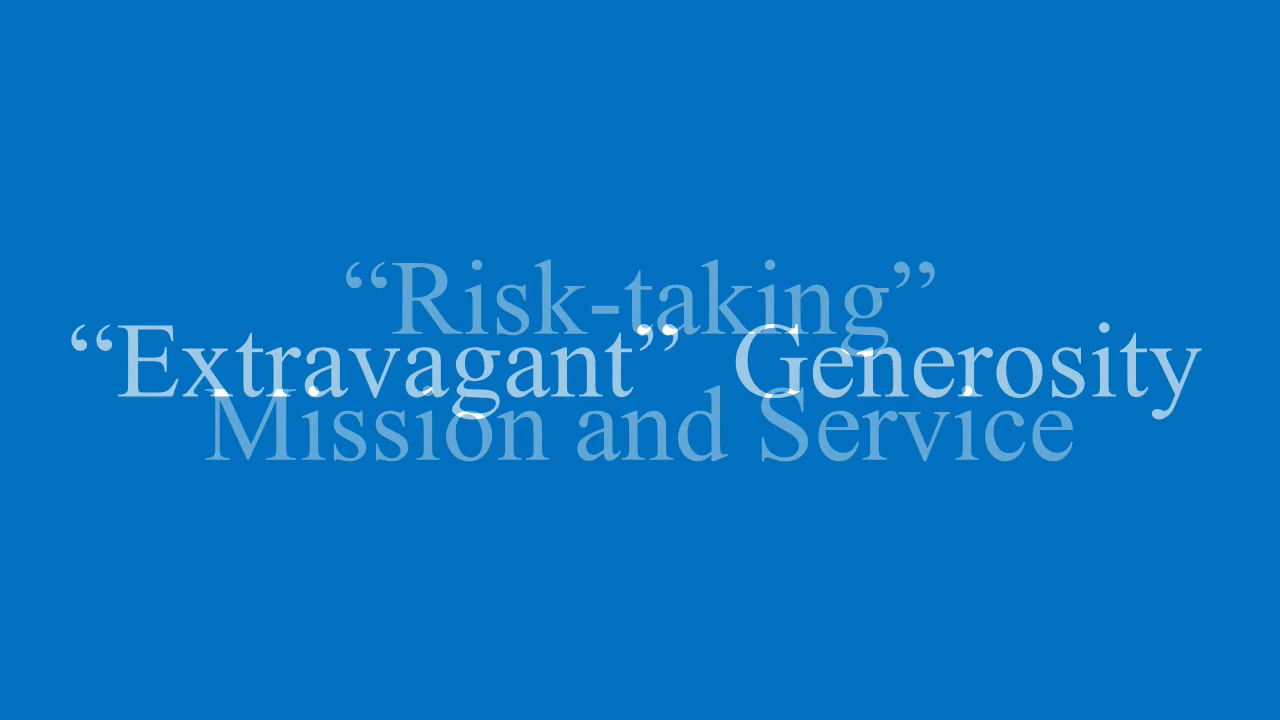 “Risk-taking”
“Extravagant”  Generosity
Mission and Service